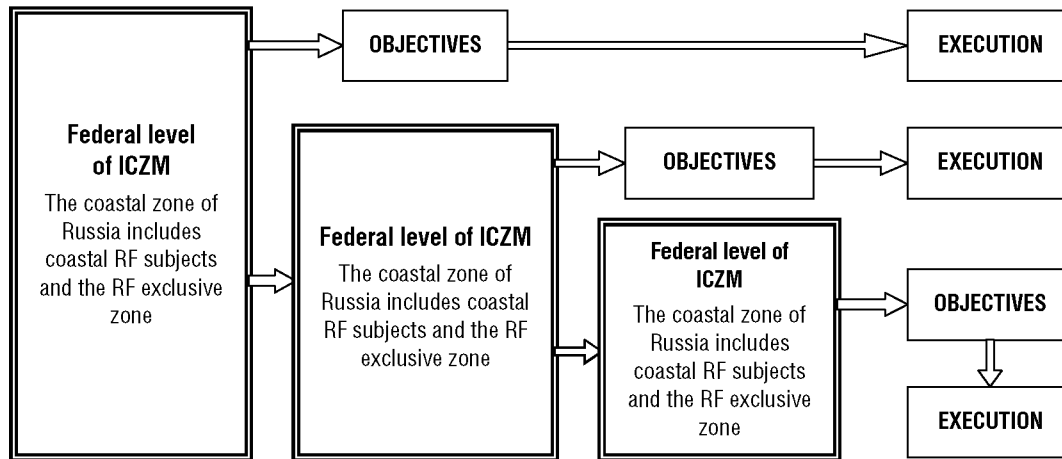 OBJECTIVES
EXECUTION
Federal level
of ICZM
The coastal zone of
Russia includes
coastal RF subjects
and the RF exclusive
zone
OBJECTIVES
EXECUTION
Federal level of ICZM
The coastal zone of
Russia includes coastal
RF subjects and the RF
exclusive zone
Federal level of
ICZM
The coastal zone of
Russia includes
coastal RF subjects
and the RF exclusive
zone
OBJECTIVES
EXECUTION